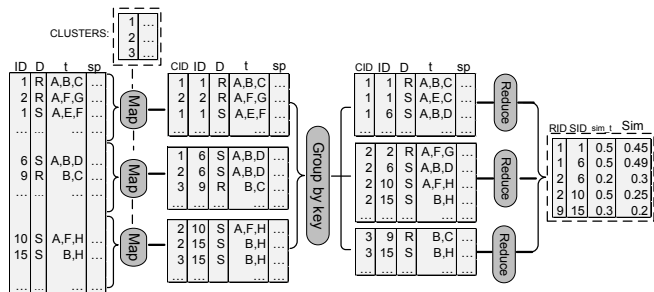 CLUSTERS:
1 ...
2 ...
3 ...
ID D t sp
1 R A,B,C ...
2 R A,F,G ...
1 S A,E,F ...
... ... ...
6 S A,B,D ...
9 R B,C ...
... ... ...
10 S A,F,H ...
15 S B,H ...
... ... ... ...
Map
Map
Map
CID ID D t sp
1 1 R A,B,C ...
2 2 R A,F,G ...
1 1 S A,E,F ...
... ...
1 6 S A,B,D ...
2 6 S A,B,D ...
3 9 R B,C ...
... ...
2 10 S A,F,H ...
2 15 S B,H ...
3 15 S B,H ...
... ...
Group by key
CID ID D t sp
1 1 R A,B,C ...
1 1 S A,E,C ...
1 6 S A,B,D ...
... ...
2 2 R A,F,G ...
2 6 S A,B,D ...
2 10 S A,F,H ...
2 15 S B,H ...
... ...
3 9 R B,C ...
3 15 S B,H ...
... ...
Reduce
Reduce
Reduce
RID SID sim_t Sim
1 1 0.5 0.45
1 6 0.5 0.49
2 6 0.2 0.3
2 10 0.5 0.25
9 15 0.3 0.2